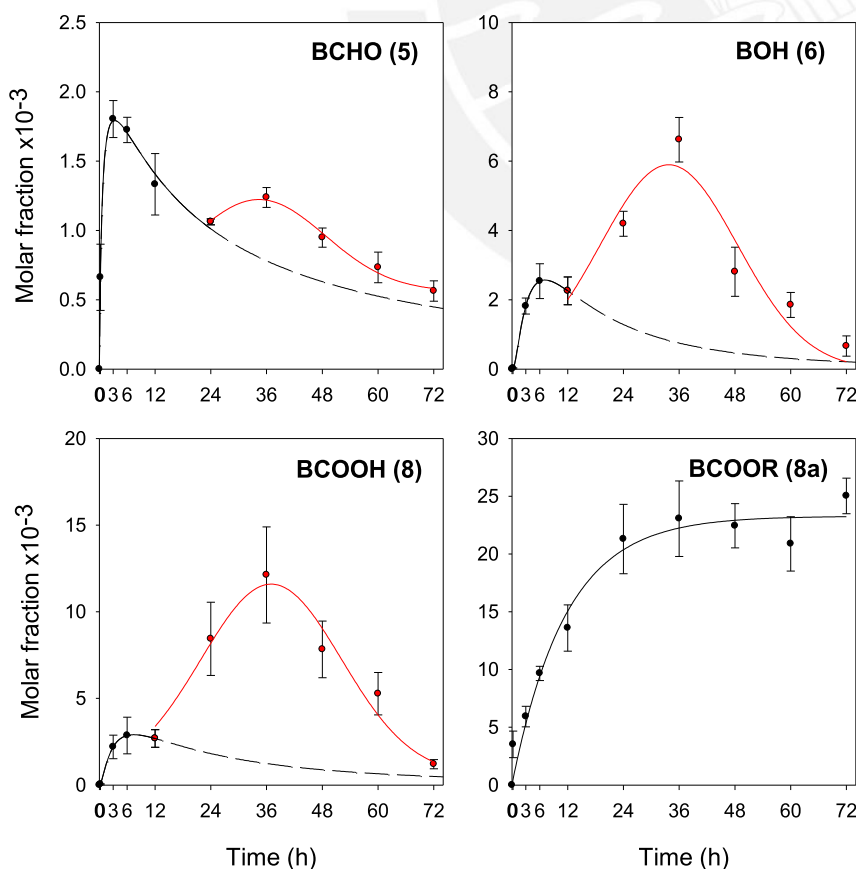 BCHO (5)
Molar fraction x10-3
2.5
2.0
1.5
1.0
0.5
0.0
0 3 6 12 24 36 48 60 72
BOH (6)
10
8
6
4
2
0
0 3 6 12 24 36 48 60 72
BCOOH (8)
Molar fraction x10-3
20
15
10
5
0
0 3 6 12 24 36 48 60 72
Time (h)
BCOOR (8a)
30
25
20
15
10
5
0
0 3 6 12 24 36 48 60 72
Time (h)